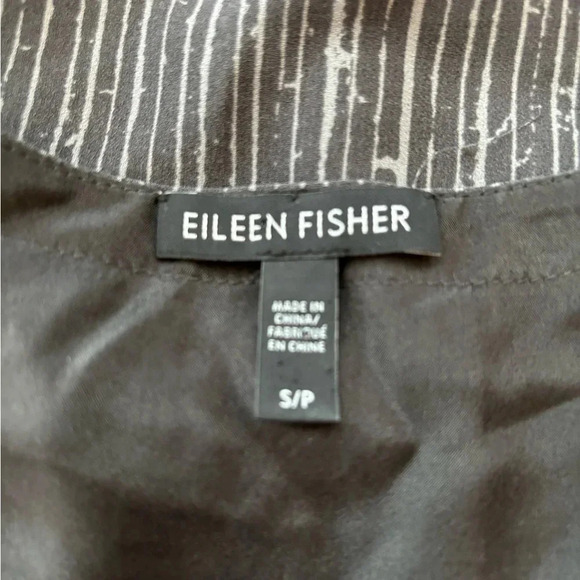 EILEEN FISHER
MADE IN
CHINA/
FABRIQUÉ
EN CHINE
S/P